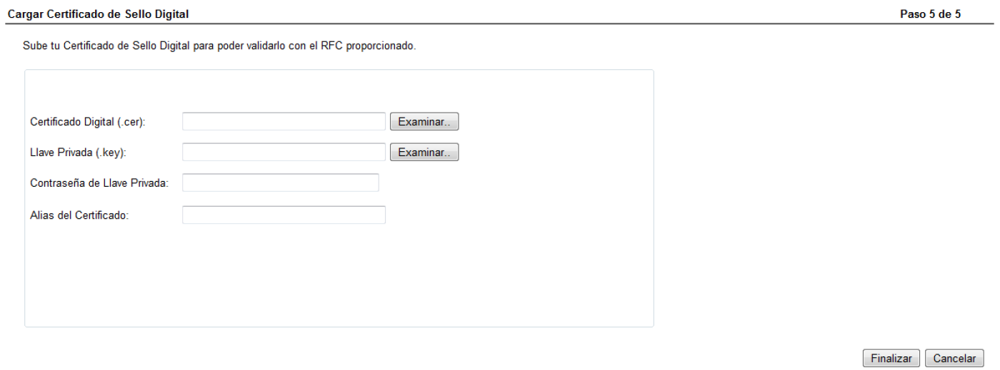 Cargar Certificado de Sello Digital Paso 5 de 5
Sube tu Certificado de Sello Digital para poder validarlo con el RFC proporcionado.
Certificado Digital (.cer): Examinar..
Llave Privada (.key): Examinar..
Contraseña de Llave Privada:
Alias del Certificado:
Finalizar Cancelar